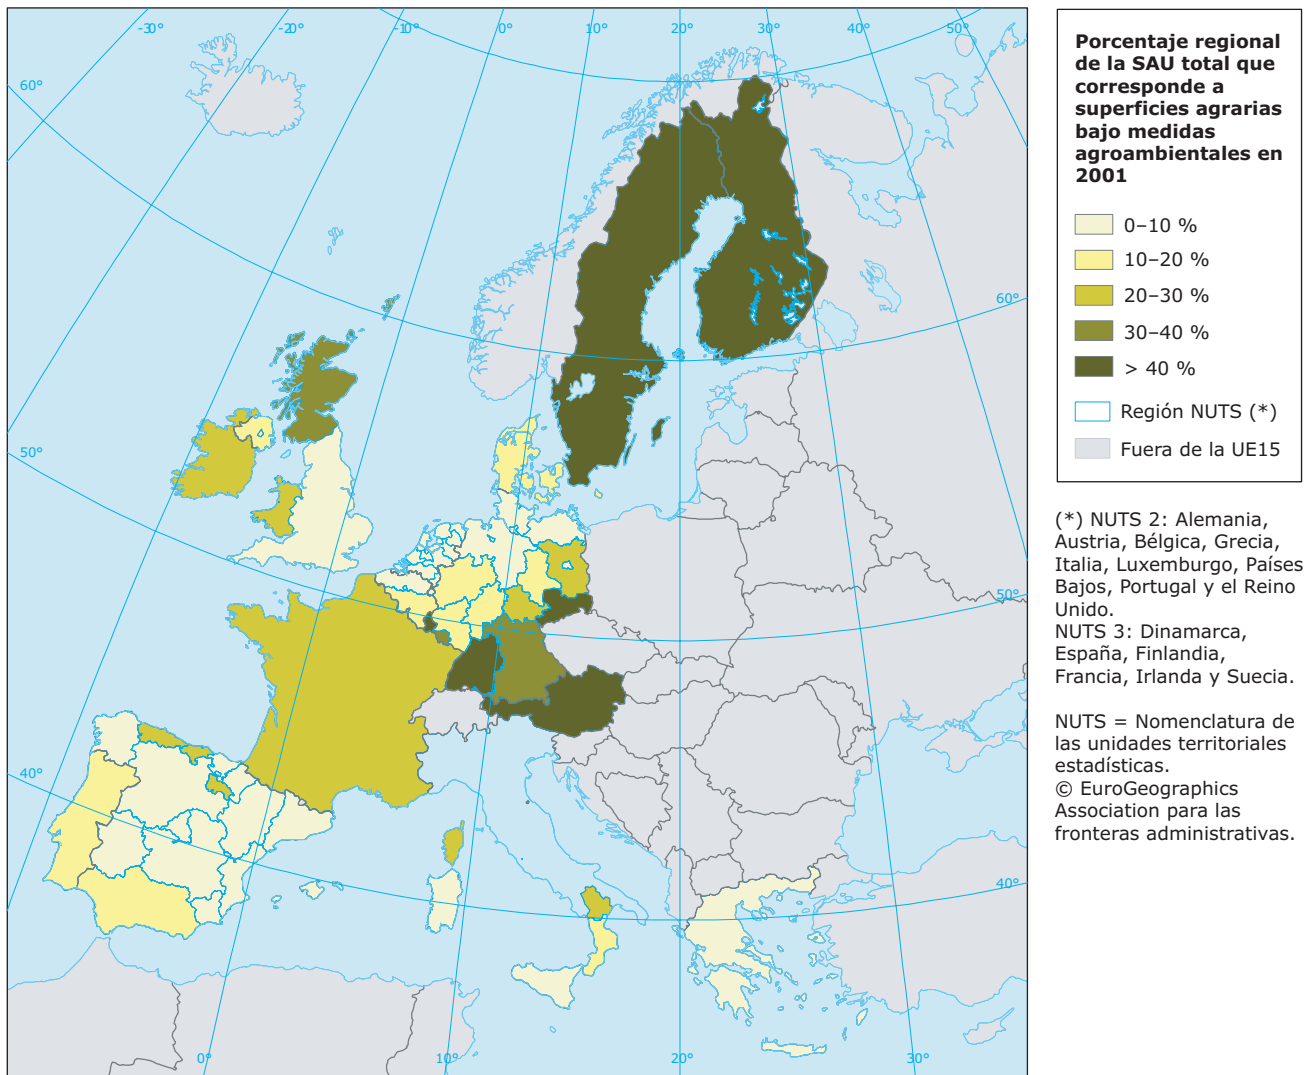 -30°
-20°
-10°
0°
10°
20°
30°
40°
50°
60°
60°
50°
50°
40°
40°
0°
10°
20°
30°
Porcentaje regional
de la SAU total que
corresponde a
superficies agrarias
bajo medidas
agroambientales en
2001
0–10 %
10–20 %
20–30 %
30–40 %
> 40 %
Región NUTS (*)
Fuera de la UE15
(*) NUTS 2: Alemania,
Austria, Bélgica, Grecia,
Italia, Luxemburgo, Países
Bajos, Portugal y el Reino
Unido.
NUTS 3: Dinamarca,
España, Finlandia,
Francia, Irlanda y Suecia.
NUTS = Nomenclatura de
las unidades territoriales
estadísticas.
© EuroGeographics
Association para las
fronteras administrativas.